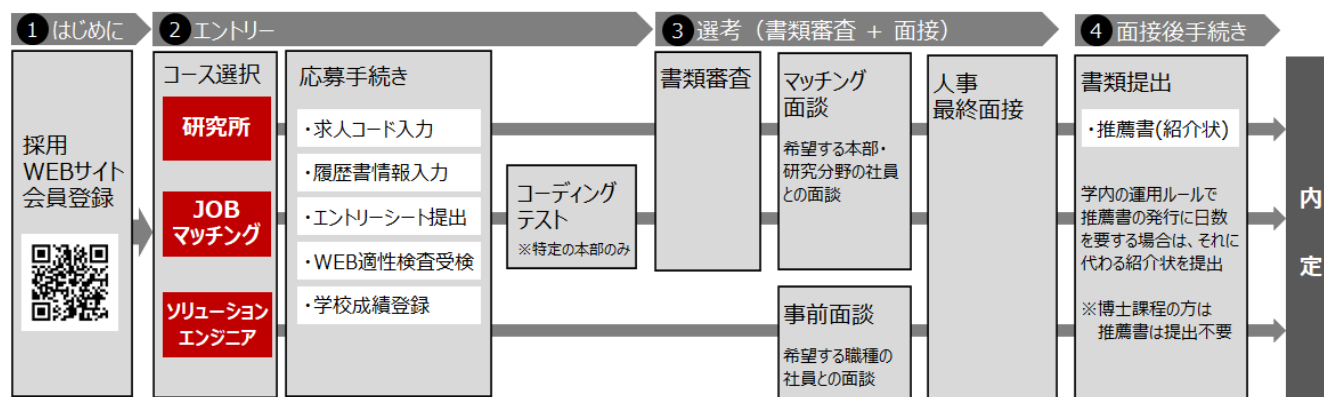 1 はじめに
2 エントリー
3 選考（書類審査 + 面接）
4 面接後手続き
採用
WEBサイト
会員登録
コース選択
研究所
JOB
マッチング
ソリューション
エンジニア
応募手続き
・求人コード入力
・履歴書情報入力
・エントリーシート提出
・WEB適性検査受検
・学校成績登録
コーディング
テスト
※特定の本部のみ
書類審査
マッチング
面談
希望する本部・
研究分野の社員
との面談
事前面談
希望する職種の
社員との面談
人事
最終面接
書類提出
・推薦書(紹介状)
学内の運用ルールで
推薦書の発行に日数
を要する場合は、それに
代わる紹介状を提出
※博士課程の方は
推薦書は提出不要
内
定